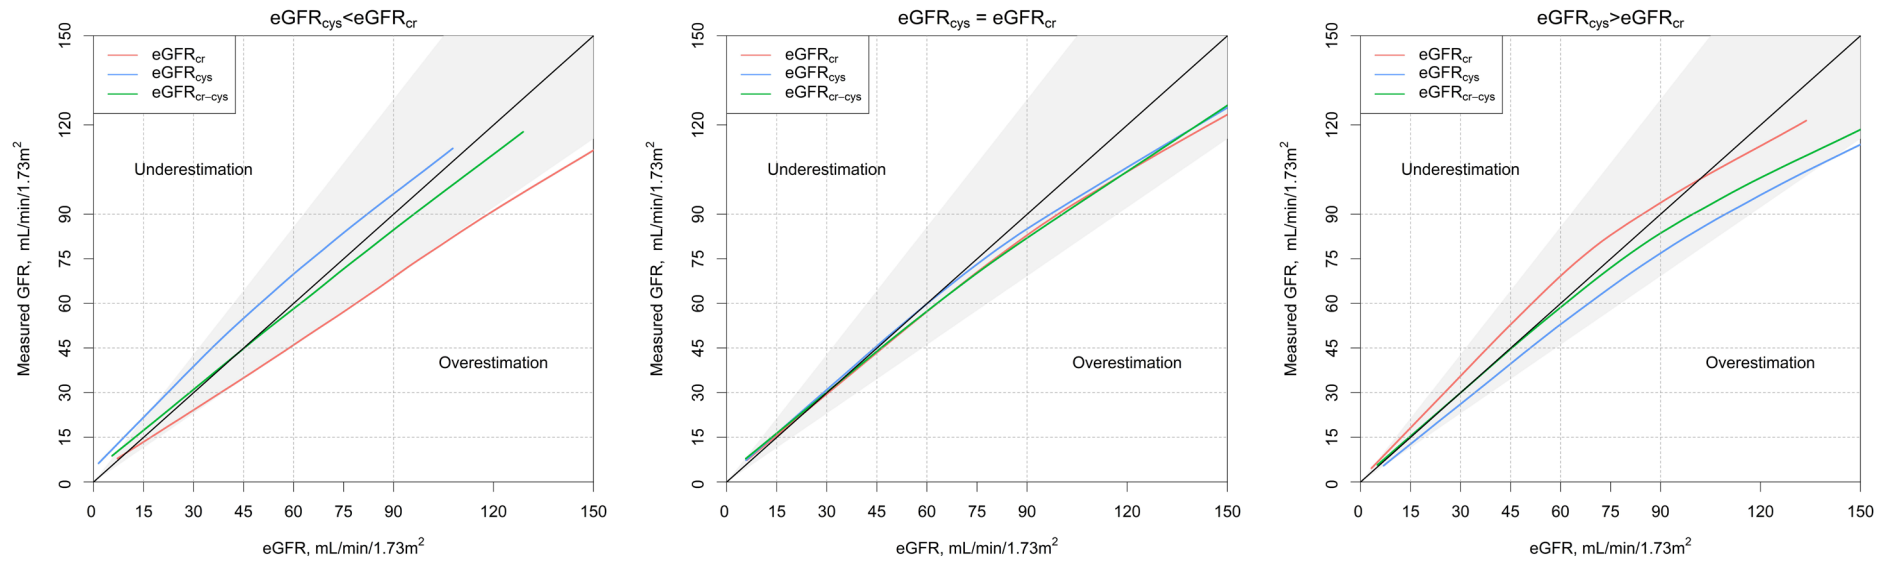 eGFRcys<eGFRcr
150
120
90
75
60
45
30
15
0
Measured GFR, mL/min/1.73m²
eGFRcr
eGFRcys
eGFRcr−cys
Underestimation
Overestimation
0 15 30 45 60 75 90 120 150
eGFR, mL/min/1.73m²
eGFRcys = eGFRcr
150
120
90
75
60
45
30
15
0
Measured GFR, mL/min/1.73m²
eGFRcr
eGFRcys
eGFRcr−cys
Underestimation
Overestimation
0 15 30 45 60 75 90 120 150
eGFR, mL/min/1.73m²
eGFRcys>eGFRcr
150
120
90
75
60
45
30
15
0
Measured GFR, mL/min/1.73m²
eGFRcr
eGFRcys
eGFRcr−cys
Underestimation
Overestimation
0 15 30 45 60 75 90 120 150
eGFR, mL/min/1.73m²